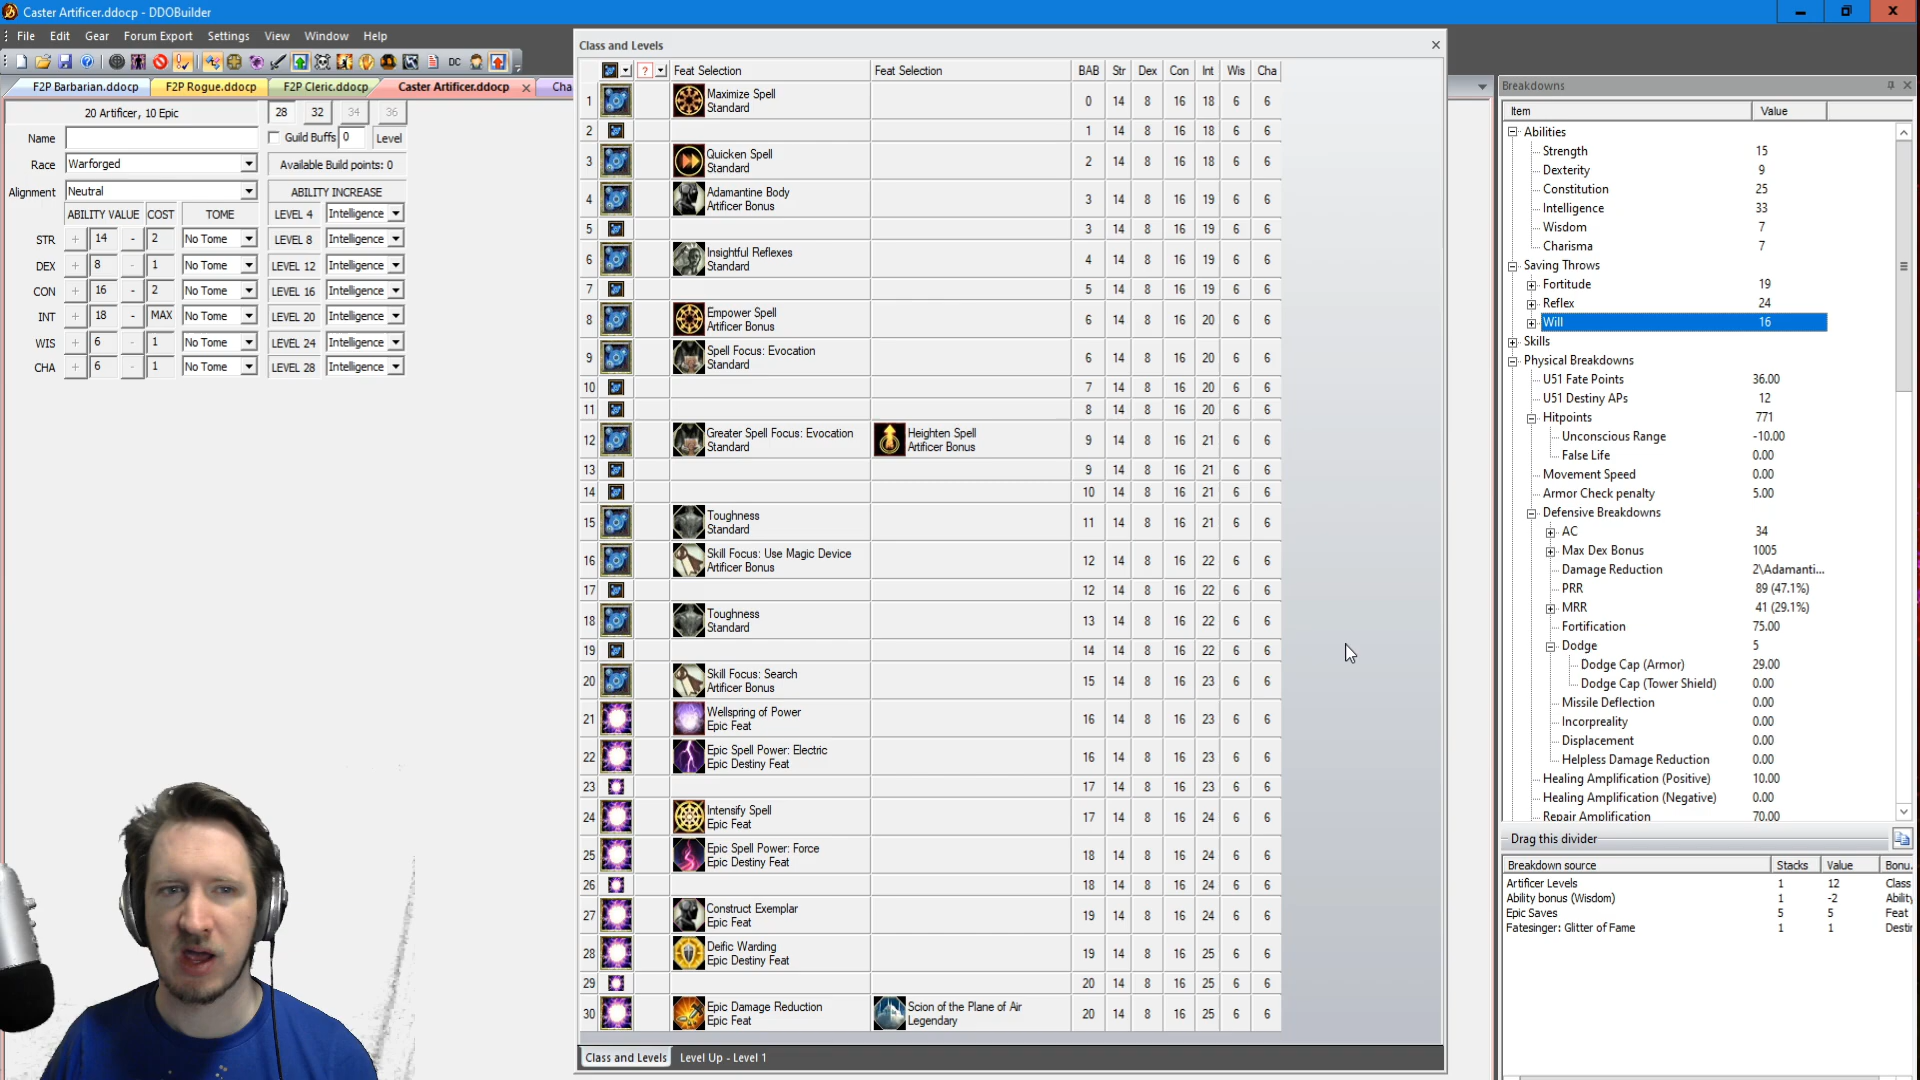 Caster Artificer.ddocp - DDOBuilder
File Edit Gear Forum Export Settings View Window Help
DC
F2P Barbarian.ddocp F2P Rogue.ddocp F2P Cleric.ddocp Caster Artificer.ddocp Cha
20 Artificer, 10 Epic 28 32 34 36
Name Guild Buffs 0 Level
Race Warforged Available Build points: 0
Alignment Neutral ABILITY INCREASE
ABILITY VALUE COST TOME LEVEL 4 Intelligence
STR + 14 - 2 No Tome LEVEL 8 Intelligence
DEX + 8 - 1 No Tome LEVEL 12 Intelligence
CON + 16 - 2 No Tome LEVEL 16 Intelligence
INT + 18 - MAX No Tome LEVEL 20 Intelligence
WIS + 6 - 1 No Tome LEVEL 24 Intelligence
CHA + 6 - 1 No Tome LEVEL 28 Intelligence
Class and Levels
? Feat Selection Feat Selection BAB Str Dex Con Int Wis Cha
1 Maximize Spell Standard 0 14 8 16 18 6 6
2 1 14 8 16 18 6 6
3 Quicken Spell Standard 2 14 8 16 18 6 6
4 Adamantine Body Artificer Bonus 3 14 8 16 19 6 6
5 3 14 8 16 19 6 6
6 Insightful Reflexes Standard 4 14 8 16 19 6 6
7 5 14 8 16 19 6 6
8 Empower Spell Artificer Bonus 6 14 8 16 20 6 6
9 Spell Focus: Evocation Standard 6 14 8 16 20 6 6
10 7 14 8 16 20 6 6
11 8 14 8 16 20 6 6
12 Greater Spell Focus: Evocation Standard Heighten Spell Artificer Bonus 9 14 8 16 21 6 6
13 9 14 8 16 21 6 6
14 10 14 8 16 21 6 6
15 Toughness Standard 11 14 8 16 21 6 6
16 Skill Focus: Use Magic Device Artificer Bonus 12 14 8 16 22 6 6
17 12 14 8 16 22 6 6
18 Toughness Standard 13 14 8 16 22 6 6
19 14 14 8 16 22 6 6
20 Skill Focus: Search Artificer Bonus 15 14 8 16 23 6 6
21 Wellspring of Power Epic Feat 16 14 8 16 23 6 6
22 Epic Spell Power: Electric Epic Destiny Feat 16 14 8 16 23 6 6
23 17 14 8 16 23 6 6
24 Intensify Spell Epic Feat 17 14 8 16 24 6 6
25 Epic Spell Power: Force Epic Destiny Feat 18 14 8 16 24 6 6
26 18 14 8 16 24 6 6
27 Construct Exemplar Epic Feat 19 14 8 16 24 6 6
28 Deific Warding Epic Destiny Feat 19 14 8 16 25 6 6
29 20 14 8 16 25 6 6
30 Epic Damage Reduction Epic Feat Scion of the Plane of Air Legendary 20 14 8 16 25 6 6
Class and Levels Level Up - Level 1
Breakdowns
Item Value
Abilities
Strength 15
Dexterity 9
Constitution 25
Intelligence 33
Wisdom 7
Charisma 7
Saving Throws
Fortitude 19
Reflex 24
Will 16
Skills
Physical Breakdowns
U51 Fate Points 36.00
U51 Destiny APs 12
Hitpoints 771
Unconscious Range -10.00
False Life 0.00
Movement Speed 0.00
Armor Check penalty 5.00
Defensive Breakdowns
AC 34
Max Dex Bonus 1005
Damage Reduction 2\Adamanti...
PRR 89 (47.1%)
MRR 41 (29.1%)
Fortification 75.00
Dodge 5
Dodge Cap (Armor) 29.00
Dodge Cap (Tower Shield) 0.00
Missile Deflection 0.00
Incorpreality 0.00
Displacement 0.00
Helpless Damage Reduction 0.00
Healing Amplification (Positive) 10.00
Healing Amplification (Negative) 0.00
Repair Amplification 70.00
Drag this divider
Breakdown source Stacks Value Bonu.
Artificer Levels 1 12 Class
Ability bonus (Wisdom) 1 -2 Ability
Epic Saves 5 5 Feat
Fatesinger: Glitter of Fame 1 1 Desti